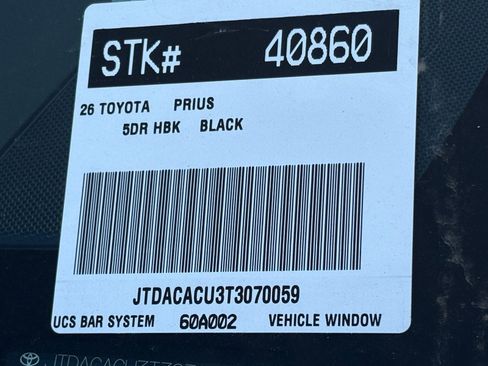 STK# 40860
26 TOYOTA PRIUS
5DR HBK BLACK
JTDACACU3T3070059
UCS BAR SYSTEM 60A002 VEHICLE WINDOW